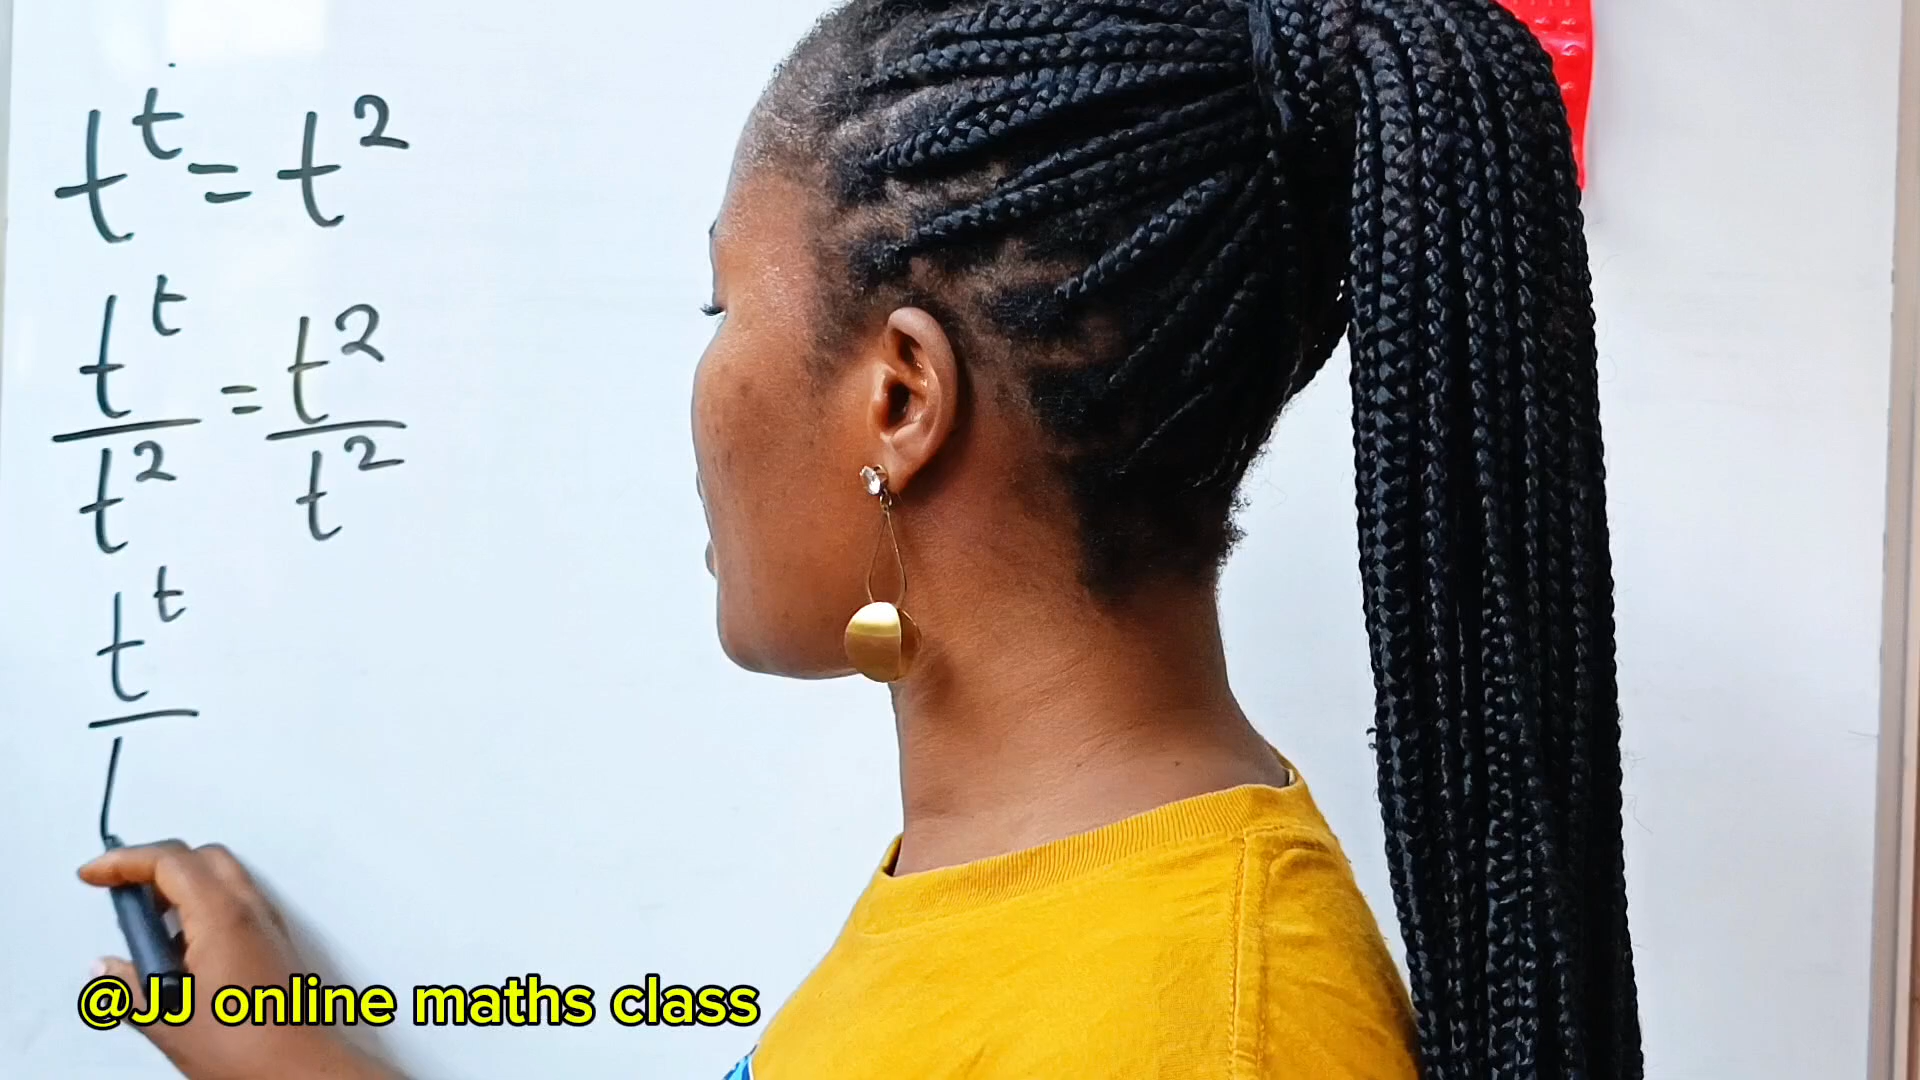 t^t = t^2
t^t/t^2 = t^2/t^2
t^t/
@JJ online maths class